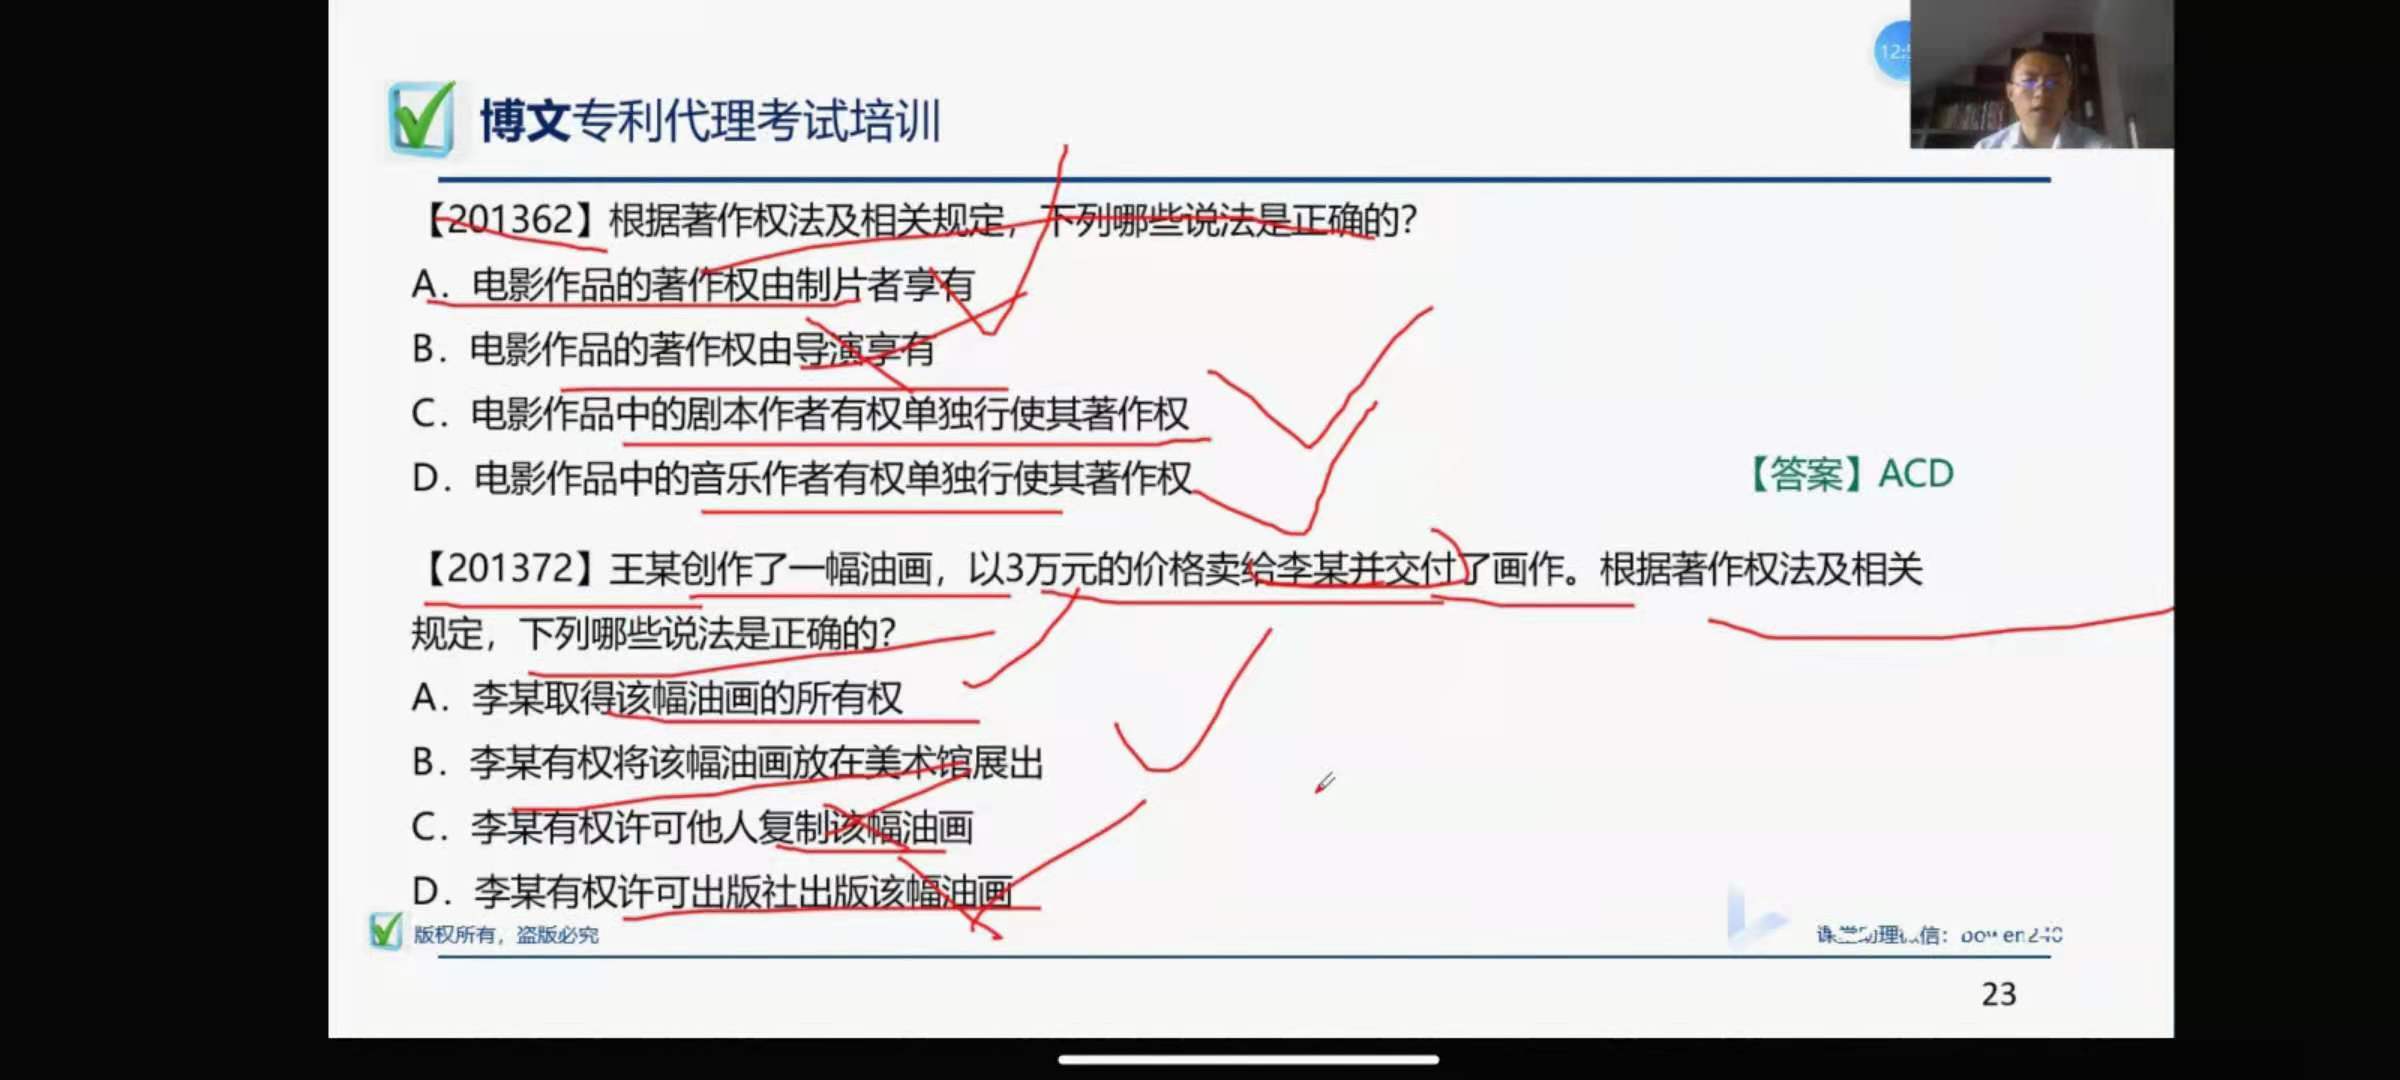 12:5
博文专利代理考试培训
【201362】根据著作权法及相关规定，下列哪些说法是正确的？
A．电影作品的著作权由制片者享有
B．电影作品的著作权由导演享有
C．电影作品中的剧本作者有权单独行使其著作权
D．电影作品中的音乐作者有权单独行使其著作权
【答案】ACD
【201372】王某创作了一幅油画，以3万元的价格卖给李某并交付了画作。根据著作权法及相关
规定，下列哪些说法是正确的？
A．李某取得该幅油画的所有权
B．李某有权将该幅油画放在美术馆展出
C．李某有权许可他人复制该幅油画
D．李某有权许可出版社出版该幅油画
版权所有，盗版必究
课堂助理微信：bowen240
23